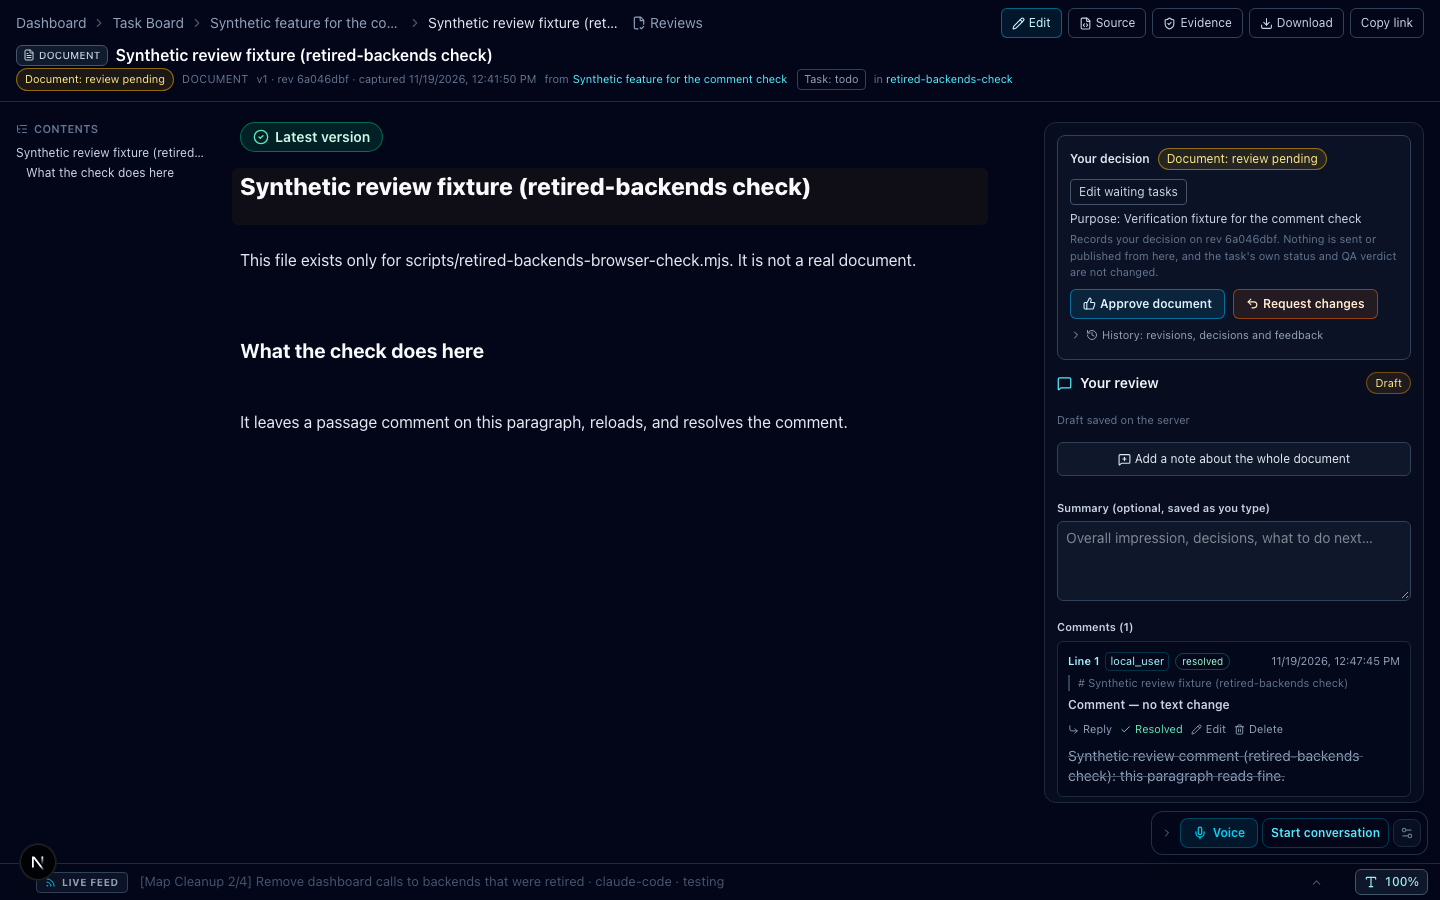 Dashboard > Task Board > Synthetic feature for the co... > Synthetic review fixture (ret... Reviews
Edit Source Evidence Download Copy link
DOCUMENT Synthetic review fixture (retired-backends check)
Document: review pending DOCUMENT v1 · rev 6a046dbf · captured 11/19/2026, 12:41:50 PM from Synthetic feature for the comment check Task: todo in retired-backends-check
CONTENTS
Synthetic review fixture (retired...
What the check does here
Latest version
Synthetic review fixture (retired-backends check)
This file exists only for scripts/retired-backends-browser-check.mjs. It is not a real document.
What the check does here
It leaves a passage comment on this paragraph, reloads, and resolves the comment.
Your decision Document: review pending
Edit waiting tasks
Purpose: Verification fixture for the comment check
Records your decision on rev 6a046dbf. Nothing is sent or
published from here, and the task's own status and QA verdict
are not changed.
Approve document Request changes
History: revisions, decisions and feedback
Your review Draft
Draft saved on the server
Add a note about the whole document
Summary (optional, saved as you type)
Overall impression, decisions, what to do next...
Comments (1)
Line 1 local_user resolved 11/19/2026, 12:47:45 PM
# Synthetic review fixture (retired-backends check)
Comment — no text change
Reply Resolved Edit Delete
Synthetic review comment (retired-backends
check): this paragraph reads fine.
Voice Start conversation
N
LIVE FEED [Map Cleanup 2/4] Remove dashboard calls to backends that were retired · claude-code · testing
100%